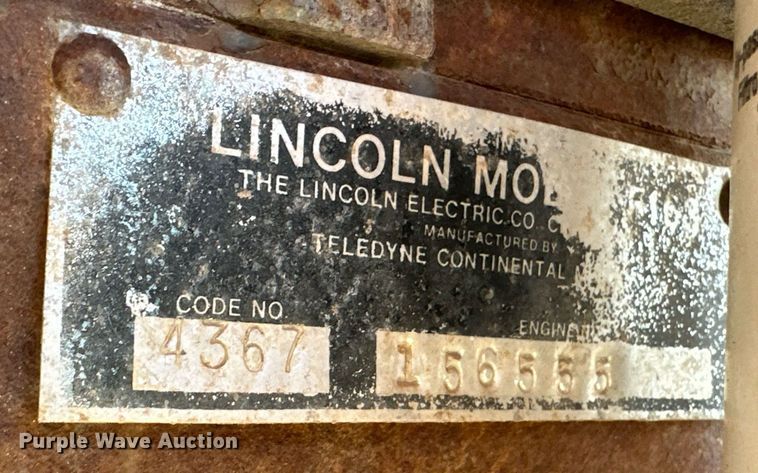 LINCOLN MO
THE LINCOLN ELECTRIC CO. C
MANUFACTURED BY
TELEDYNE CONTINENTAL
CODE NO
4367
ENGINE
156555
Purple Wave Auction